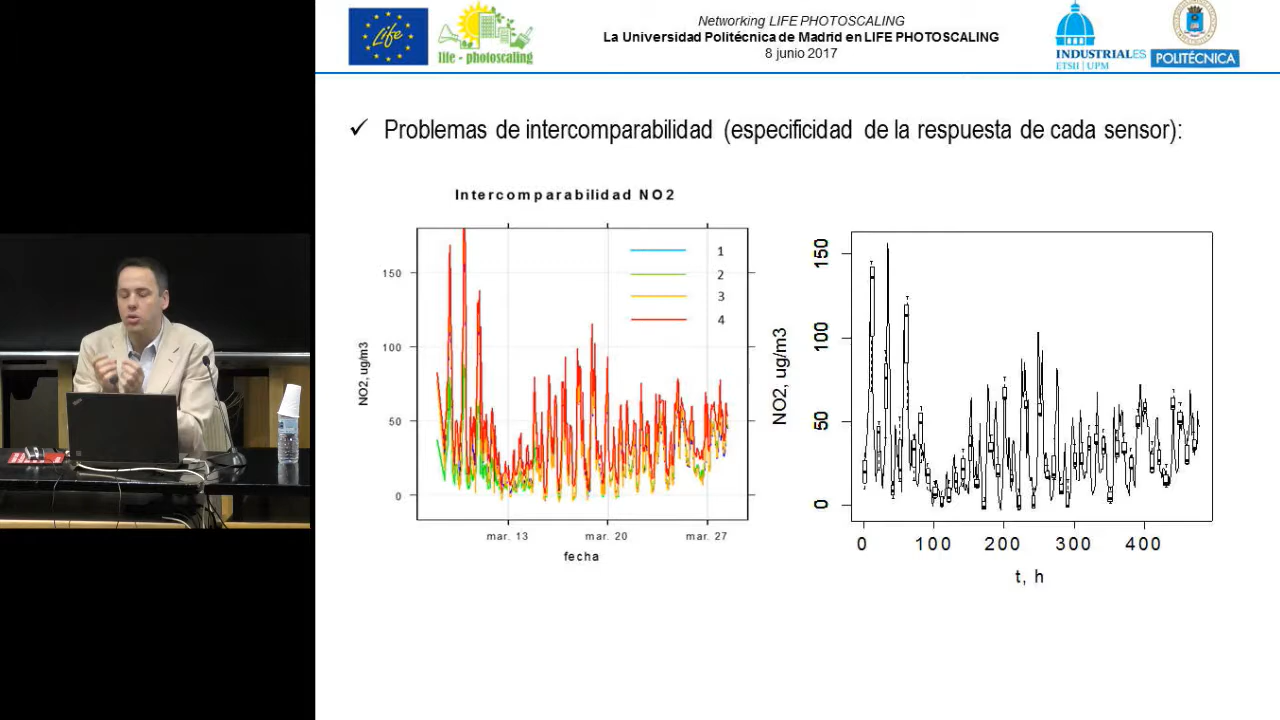 Life
life - photoscaling
Networking LIFE PHOTOSCALING
La Universidad Politécnica de Madrid en LIFE PHOTOSCALING
8 junio 2017
INDUSTRIALES
ETSII | UPM
POLITÉCNICA
✓ Problemas de intercomparabilidad (especificidad de la respuesta de cada sensor):
Intercomparabilidad NO2
1
2
3
4
150
100
50
0
NO2, ug/m3
mar. 13 mar. 20 mar. 27
fecha
150
100
50
0
NO2, ug/m3
0 100 200 300 400
t, h